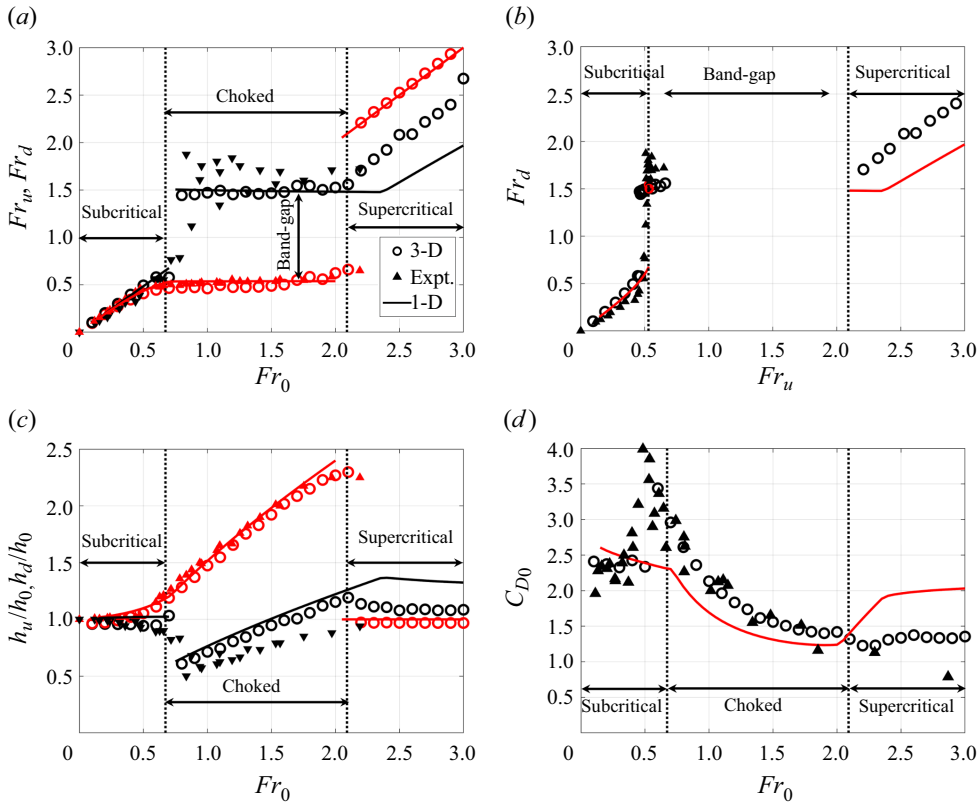 (a)
3.0
2.5
2.0
1.5
1.0
0.5
0
0.5
1.0
1.5
2.0
2.5
3.0
Fr_u, Fr_d
Fr_0
Subcritical
Choked
Supercritical
Band-gap
3-D
Expt.
1-D
(b)
3.0
2.5
2.0
1.5
1.0
0.5
0
0.5
1.0
1.5
2.0
2.5
3.0
Fr_d
Fr_u
Subcritical
Band-gap
Supercritical
(c)
2.5
2.0
1.5
1.0
0.5
0
0.5
1.0
1.5
2.0
2.5
3.0
h_u/h_0, h_d/h_0
Fr_0
Subcritical
Supercritical
Choked
(d)
4.0
3.5
3.0
2.5
2.0
1.5
1.0
0.5
0
0.5
1.0
1.5
2.0
2.5
3.0
C_{D0}
Fr_0
Subcritical
Choked
Supercritical